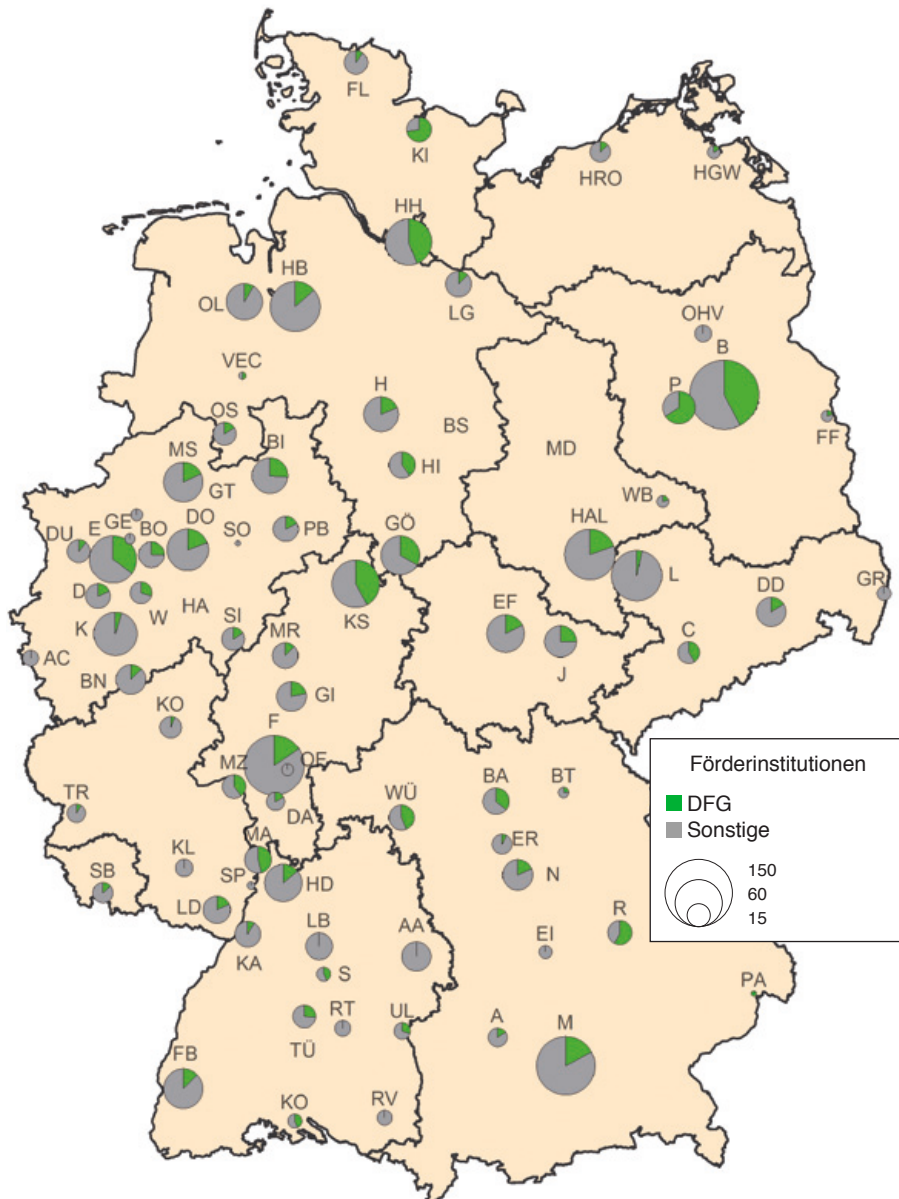 FL
KI
HRO
HGW
HH
HB
OL
LG
OHV
B
VEC
P
H
FF
OS
BS
BI
MS
HI
MD
GT
WB
GE
DO
HAL
DU
E
BO
SO
PB
GÖ
L
GR
D
DD
W
HA
KS
EF
K
SI
MR
C
J
AC
BN
GI
KO
F
OF
MZ
TR
WÜ
BA
BT
DA
MA
ER
KL
SP
N
SB
HD
LD
LB
AA
R
EI
KA
S
PA
RT
UL
A
M
TÜ
FB
KO
RV
Förderinstitutionen
DFG
Sonstige
150
60
15